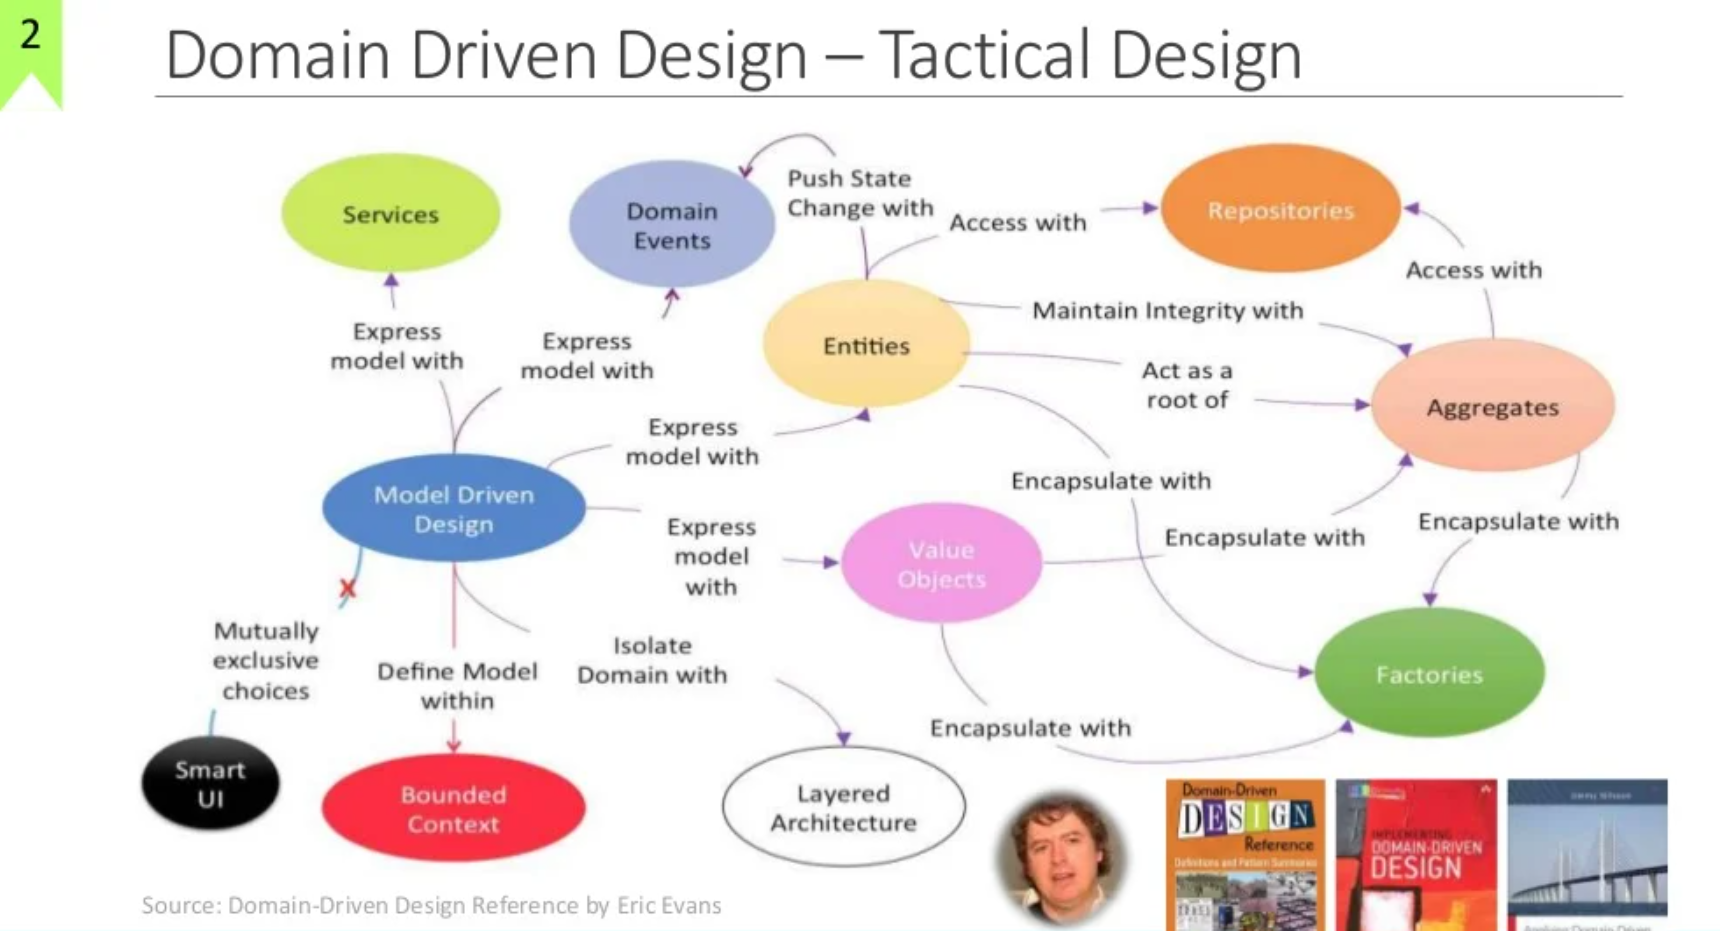 2
Domain Driven Design – Tactical Design
Services
Domain
Events
Push State
Change with
Access with
Repositories
Access with
Express
model with
Express
model with
Entities
Maintain Integrity with
Act as a
root of
Aggregates
Express
model with
Model Driven
Design
Encapsulate with
Express
model
with
Value
Objects
Encapsulate with
Encapsulate with
X
Mutually
exclusive
choices
Define Model
within
Isolate
Domain with
Encapsulate with
Factories
Smart
UI
Bounded
Context
Layered
Architecture
Domain-Driven
DESIGN
Reference
Definitions and Pattern Summaries
IMPLEMENTING
DOMAIN-DRIVEN
DESIGN
Source: Domain-Driven Design Reference by Eric Evans